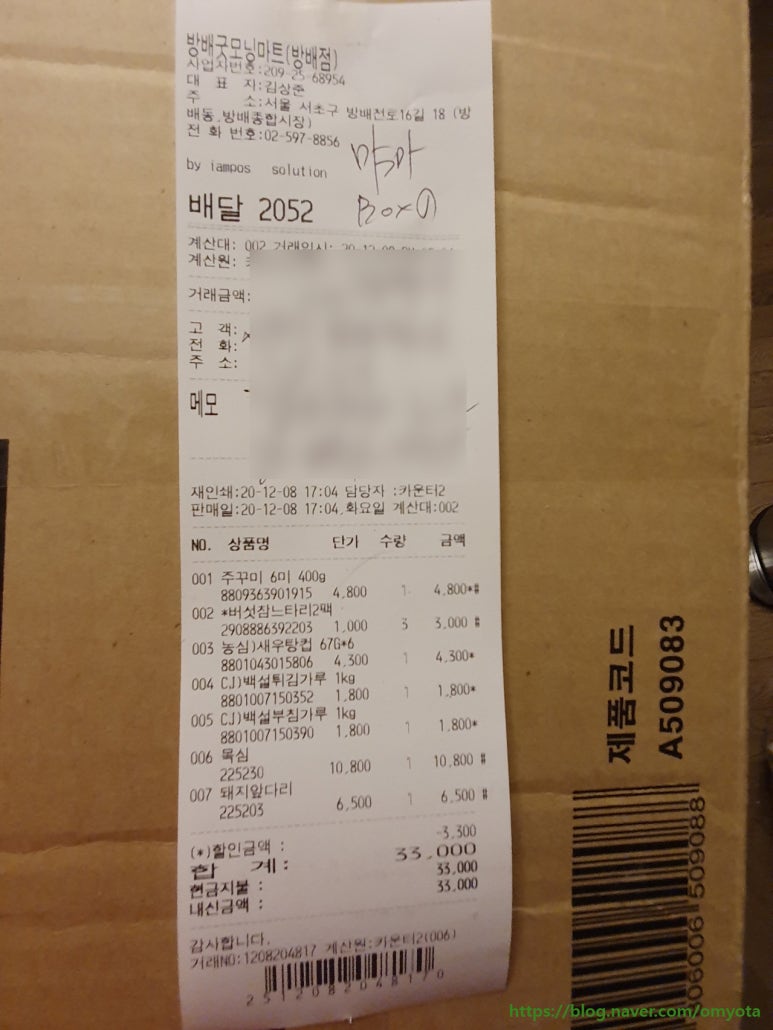 방배굿모닝마트(방배점)
사업자번호:209-25-68954
대 표 자:김상준
주 소:서울 서초구 방배천로16길 18 (방
배동,방배종합시장)
전 화 번호:02-597-8856
by iampos solution
배달 2052
BOX
계산대: 002 거래일시:
계산원:
거래금액:
고 객:
전 화:
주 소:
메모
재인쇄:20-12-08 17:04 담당자 :카운터2
판매일:20-12-08 17:04,화요일 계산대:002
NO. 상품명 단가 수량 금액
001 주꾸미 6미 400g
8809363901915 4,800 1 4,800*#
002 *버섯참느타리2팩
2908886392203 1,000 3 3,000 #
003 농심)새우탕컵 67G*6
8801043015806 4,300 1 4,300*
004 CJ)백설튀김가루 1kg
8801007150352 1,800 1 1,800*
005 CJ)백설부침가루 1kg
8801007150390 1,800 1 1,800*
006 목심
225230 10,800 1 10,800 #
007 돼지앞다리
225203 6,500 1 6,500 #
(*)할인금액 : -3,300
합 계: 33,000
현금지불 : 33,000
내신금액 : 33,000
감사합니다.
거래NO:1208204817 계산원:카운터2(006)
2512082048170
제품코드
A509083
509088
https://blog.naver.com/omyota